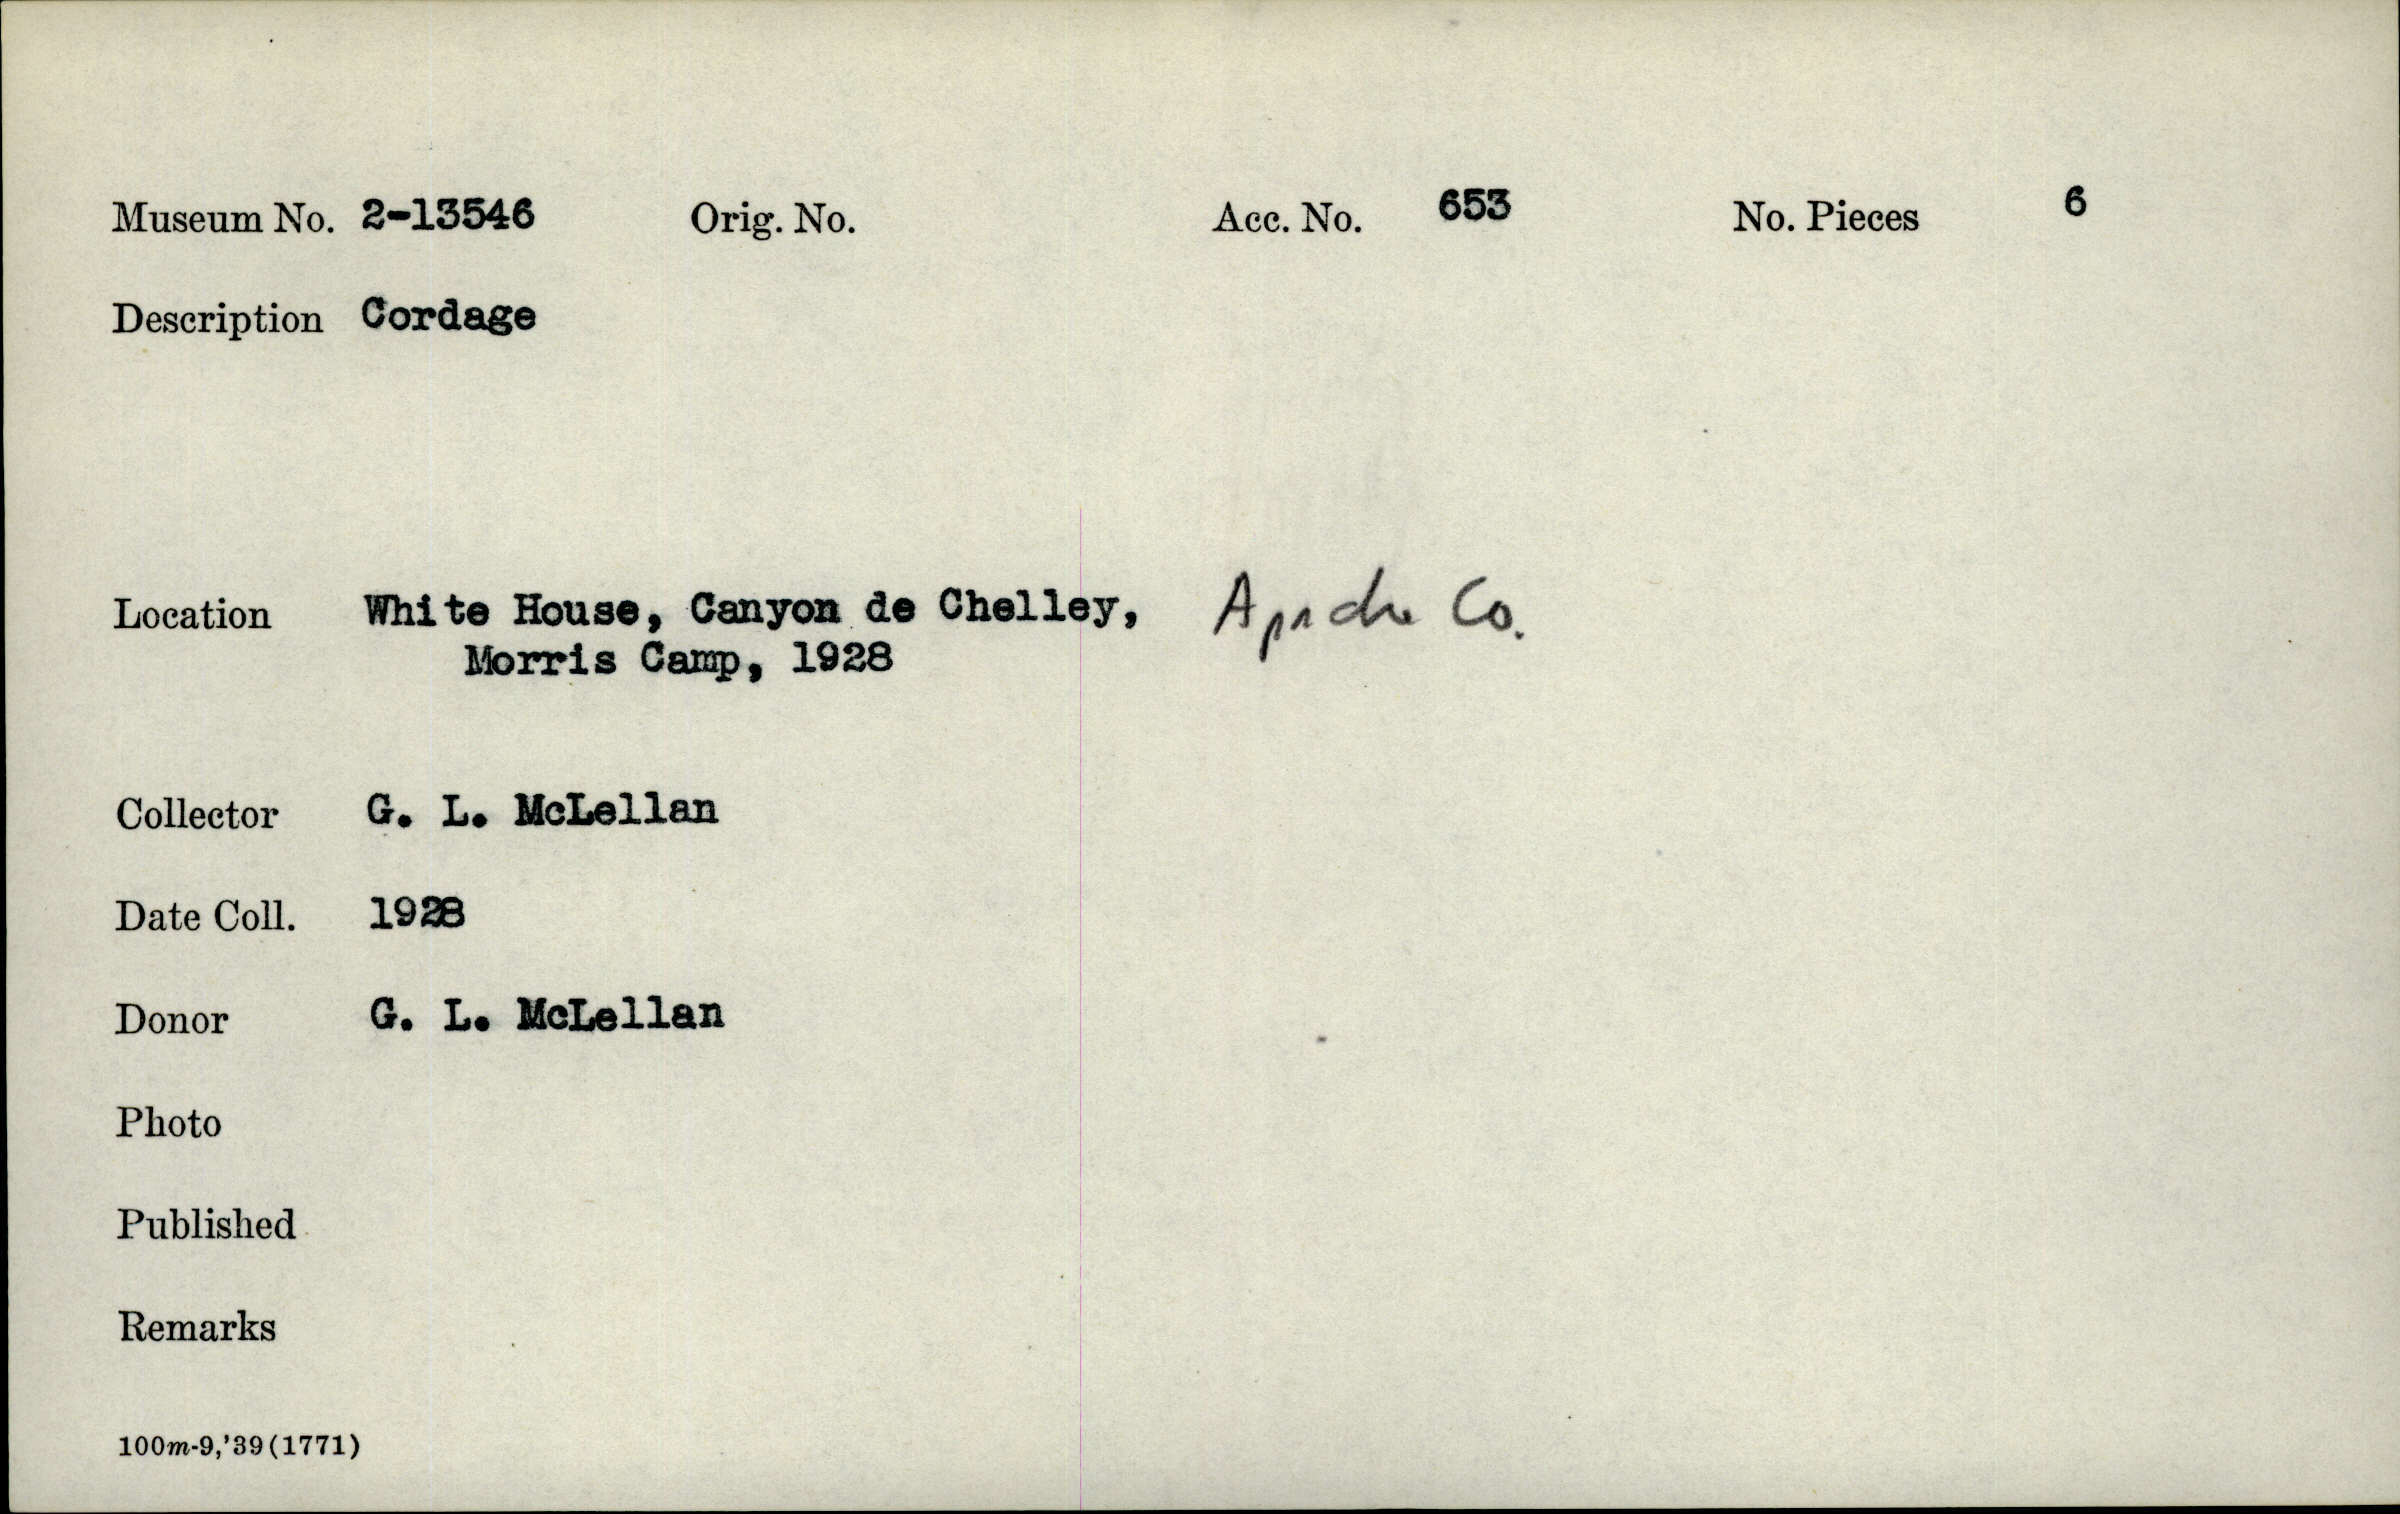 Museum No. 2-13546 Orig. No. Acc. No. 653 No. Pieces 6
Description Cordage
Location White House, Canyon de Chelley, Apache Co.
Morris Camp, 1928
Collector G. L. McLellan
Date Coll. 1928
Donor G. L. McLellan
Photo
Published
Remarks
100m-9,'39(1771)